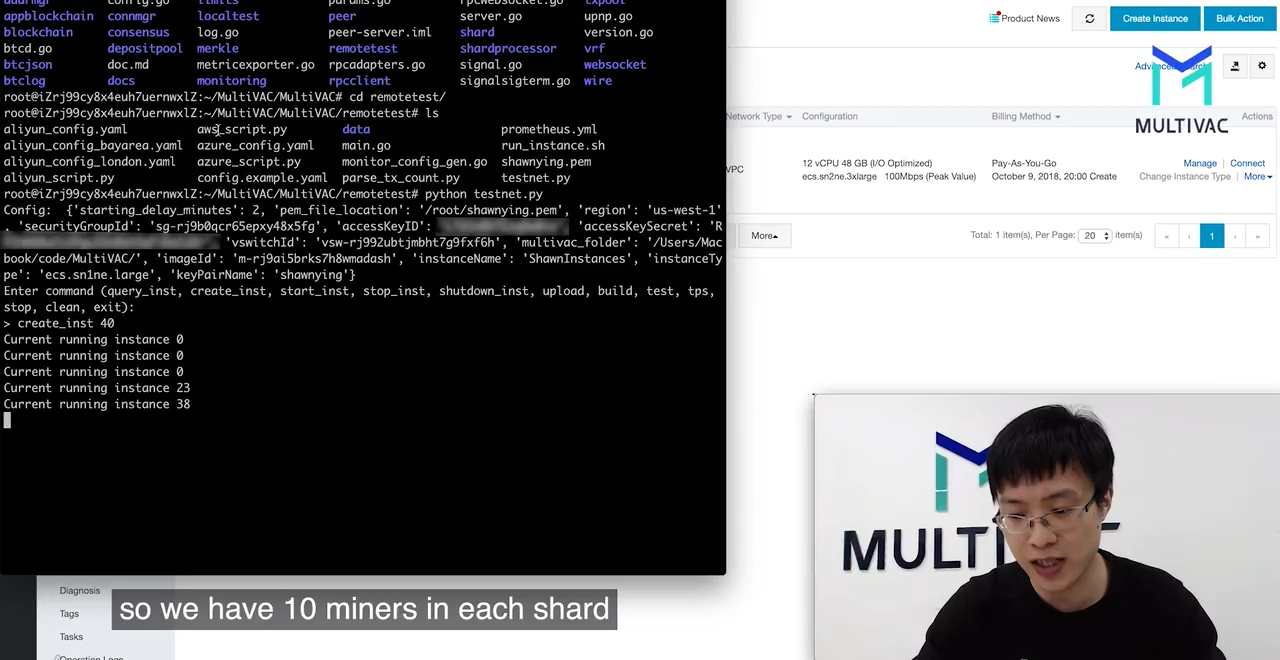 addrmgr config.go limits params.go rpcwebsocket.go txpool
appblockchain connmgr localtest peer server.go upnp.go
blockchain consensus log.go peer-server.iml shard version.go
btcd.go depositpool merkle remotetest shardprocessor vrf
btcjson doc.md metricexporter.go rpcadapters.go signal.go websocket
btclog docs monitoring rpcclient signalsigterm.go wire
root@iZrj99cy8x4euh7uernwxlZ:~/MultiVAC/MultiVAC# cd remotetest/
root@iZrj99cy8x4euh7uernwxlZ:~/MultiVAC/MultiVAC/remotetest# ls
aliyun_config.yaml aws_script.py data prometheus.yml
aliyun_config_bayarea.yaml azure_config.yaml main.go run_instance.sh
aliyun_config_london.yaml azure_script.py monitor_config_gen.go shawnying.pem
aliyun_script.py config.example.yaml parse_tx_count.py testnet.py
root@iZrj99cy8x4euh7uernwxlZ:~/MultiVAC/MultiVAC/remotetest# python testnet.py
Config: {'starting_delay_minutes': 2, 'pem_file_location': '/root/shawnying.pem', 'region': 'us-west-1'
, 'securityGroupId': 'sg-rj9b0qcr65epxy48x5fg', 'accessKeyID': 'accessKeySecret': 'R
'vswitchId': 'vsw-rj992ubtjmbht7g9fxf6h', 'multivac_folder': '/Users/Mac
book/code/MultiVAC/', 'imageId': 'm-rj9ai5brks7h8wmadash', 'instanceName': 'ShawnInstances', 'instanceTy
pe': 'ecs.sn1ne.large', 'keyPairName': 'shawnying'}
Enter command (query_inst, create_inst, start_inst, stop_inst, shutdown_inst, upload, build, test, tps,
stop, clean, exit):
> create_inst 40
Current running instance 0
Current running instance 0
Current running instance 0
Current running instance 23
Current running instance 38
Product News
Create Instance
Bulk Action
Advanced Search
MULTIVAC
Network Type Configuration Billing Method Actions
VPC
12 vCPU 48 GB (I/O Optimized) Pay-As-You-Go Manage | Connect
ecs.sn2ne.3xlarge 100Mbps (Peak Value) October 9, 2018, 20:00 Create Change Instance Type | More
More
Total: 1 item(s), Per Page: 20 item(s) « ‹ 1 › »
MULTI
Diagnosis
Tags
Tasks
Operation Logs
so we have 10 miners in each shard